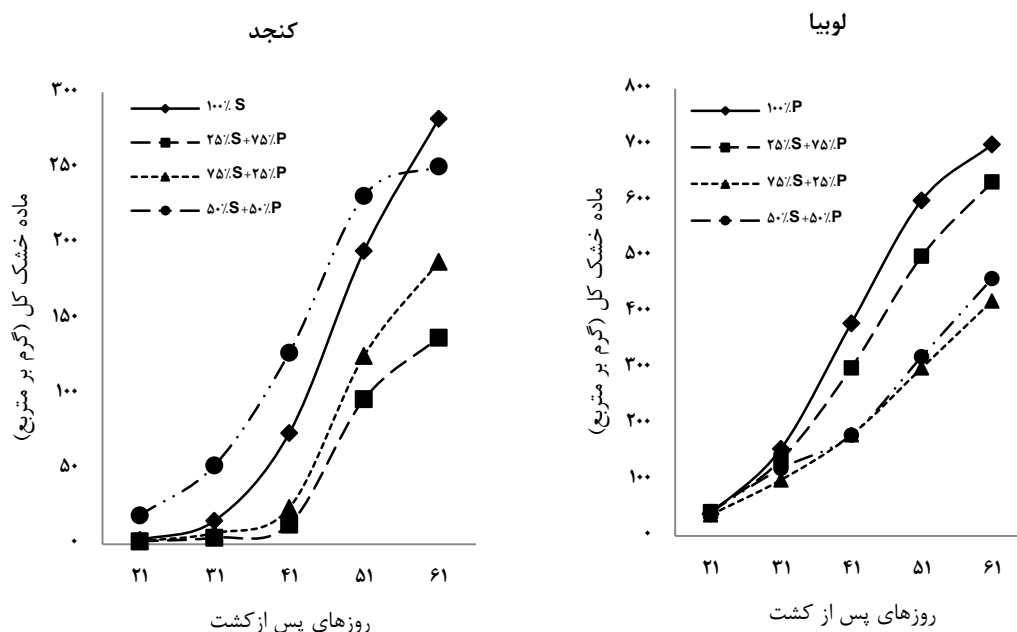 کنجد
ماده خشک کل (گرم بر مترمربع)
۳۰۰
۲۵۰
۲۰۰
۱۵۰
۱۰۰
۵۰
۰
۱۰۰٪ S
۲۵٪S+۷۵٪P
۷۵٪S+۲۵٪P
۵۰٪S+۵۰٪P
۲۱ ۳۱ ۴۱ ۵۱ ۶۱
روزهای پس ازکشت
لوبیا
ماده خشک کل (گرم بر مترمربع)
۸۰۰
۷۰۰
۶۰۰
۵۰۰
۴۰۰
۳۰۰
۲۰۰
۱۰۰
۰
۱۰۰٪P
۲۵٪S+۷۵٪P
۷۵٪S+۲۵٪P
۵۰٪S+۵۰٪P
۲۱ ۳۱ ۴۱ ۵۱ ۶۱
روزهای پس از کشت